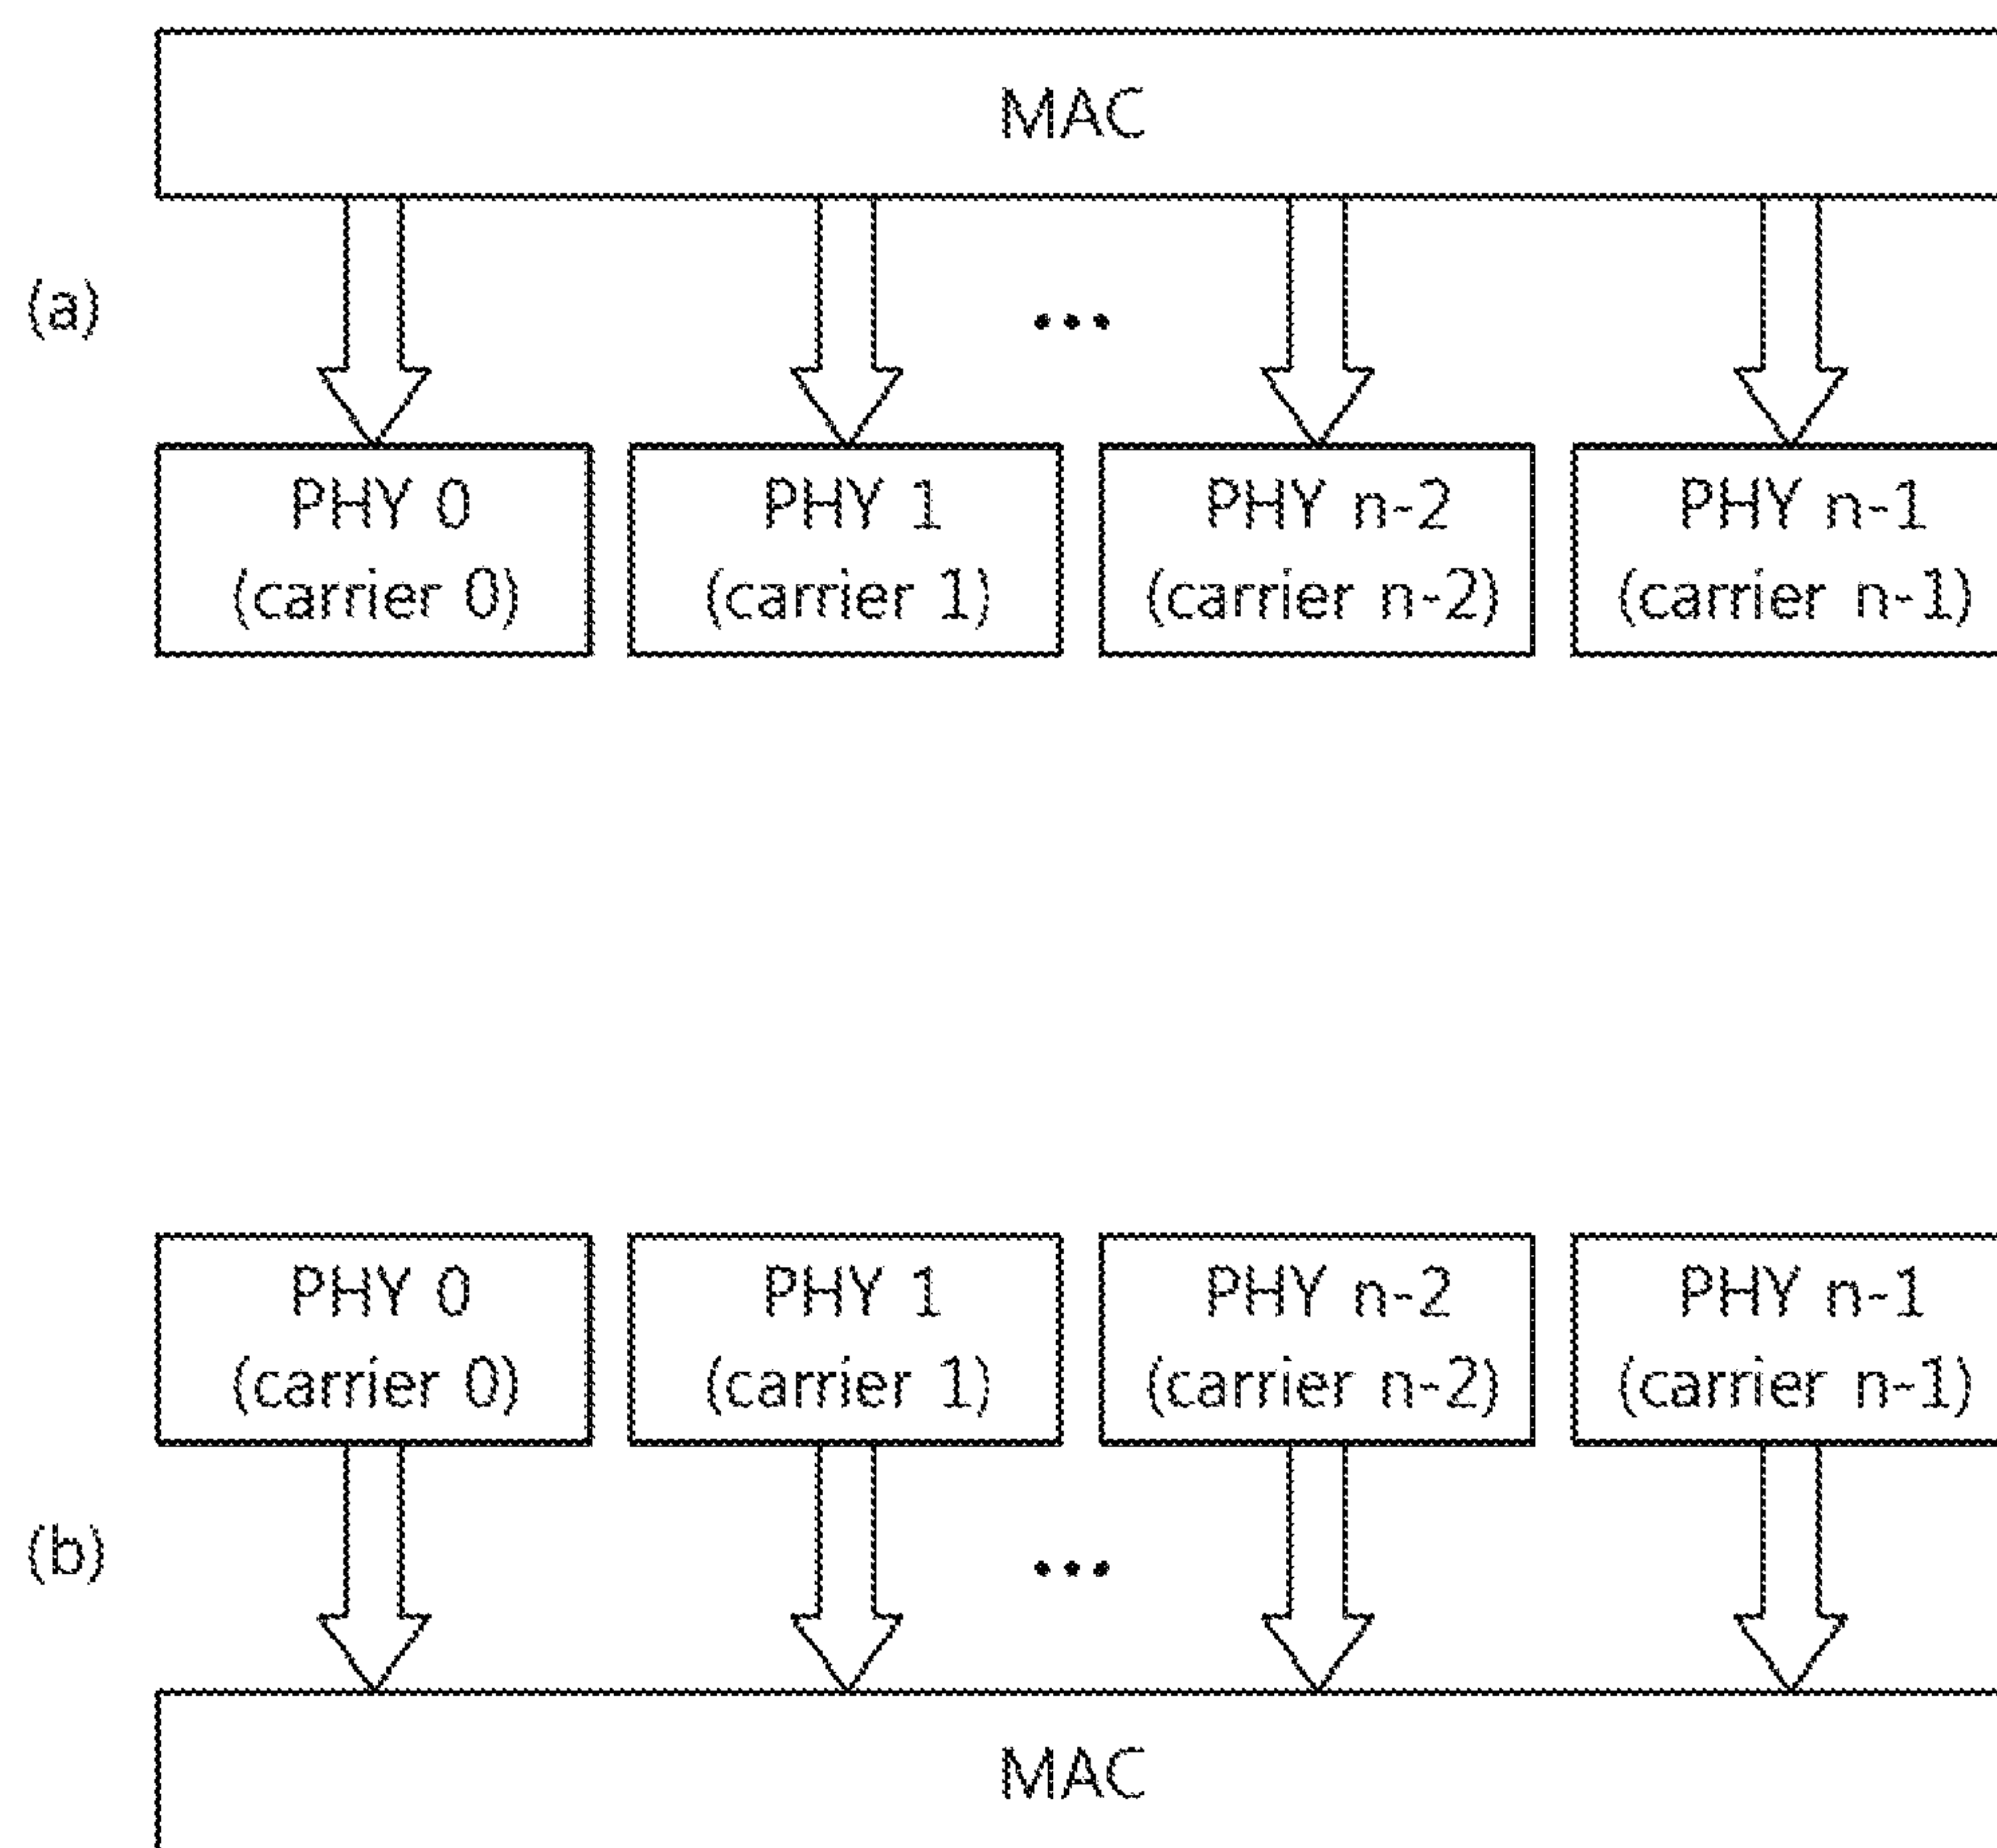 MAC
(a)
...
PHY 0
(carrier 0)
PHY 1
(carrier 1)
PHY n-2
(carrier n-2)
PHY n-1
(carrier n-1)
PHY 0
(carrier 0)
PHY 1
(carrier 1)
PHY n-2
(carrier n-2)
PHY n-1
(carrier n-1)
(b)
...
MAC